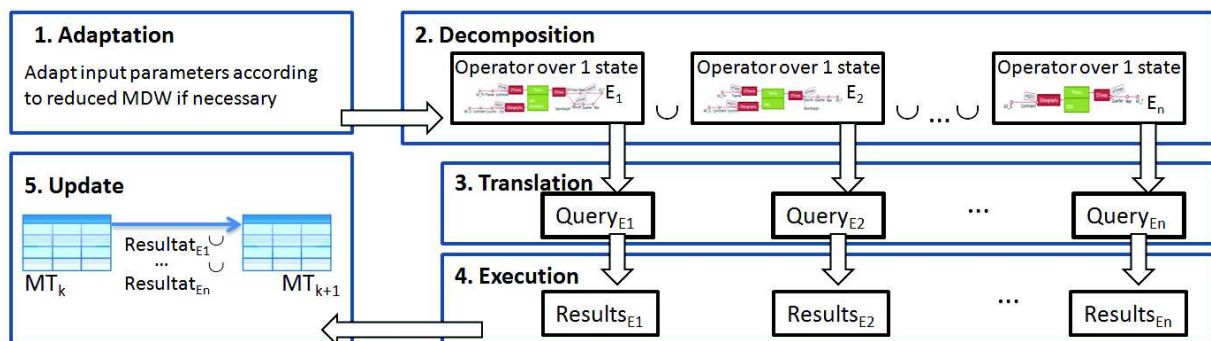 1. Adaptation
Adapt input parameters according
to reduced MDW if necessary
2. Decomposition
Operator over 1 state
E1
∪
Operator over 1 state
E2
∪ ... ∪
Operator over 1 state
En
3. Translation
QueryE1
QueryE2
...
QueryEn
4. Execution
ResultsE1
ResultsE2
...
ResultsEn
5. Update
ResultatE1 ∪
... ∪
ResultatEn
MTk
MTk+1